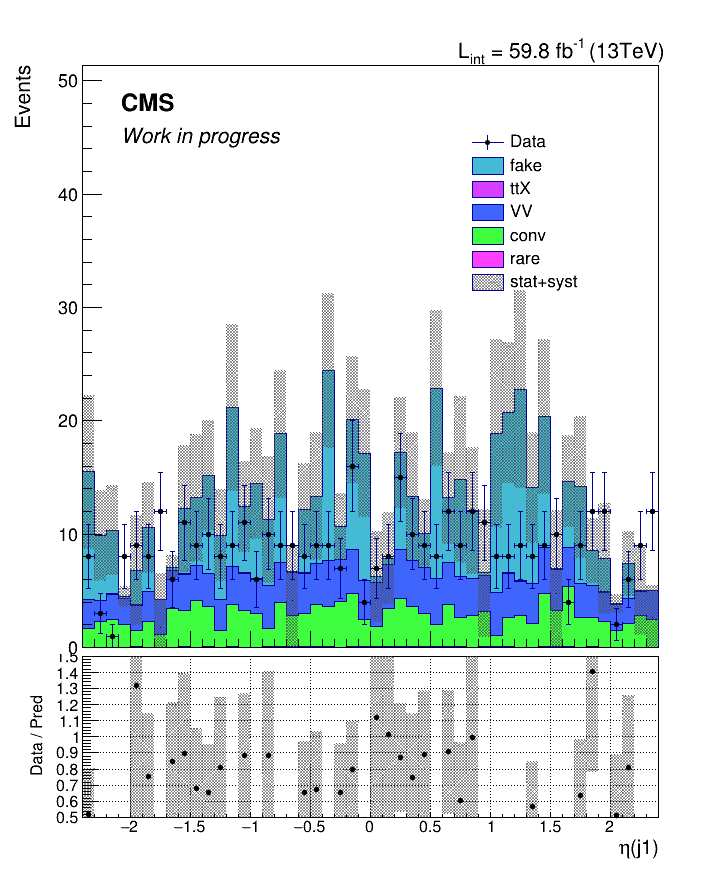 L_int = 59.8 fb^-1 (13TeV)
Events
CMS
Work in progress
Data
fake
ttX
VV
conv
rare
stat+syst
50
40
30
20
10
0
Data / Pred
1.5
1.4
1.3
1.2
1.1
1
0.9
0.8
0.7
0.6
0.5
−2 −1.5 −1 −0.5 0 0.5 1 1.5 2
η(j1)